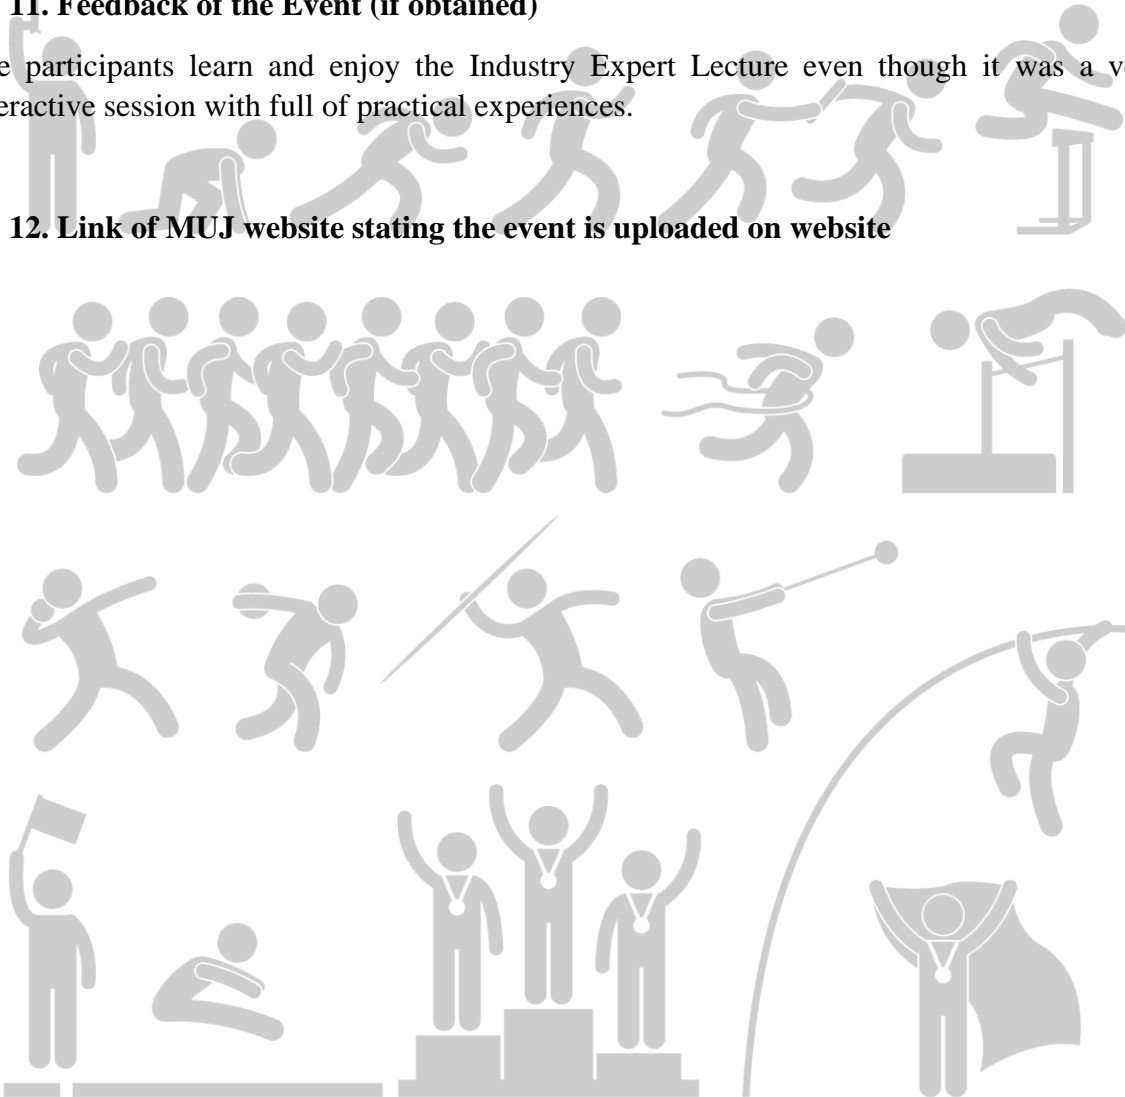 11. Feedback of the Event (if obtained)
participants learn and enjoy the Industry Expert Lecture even though it was a
session with full of practical experiences.
12. Link of MUJ website stating the event is uploaded on website